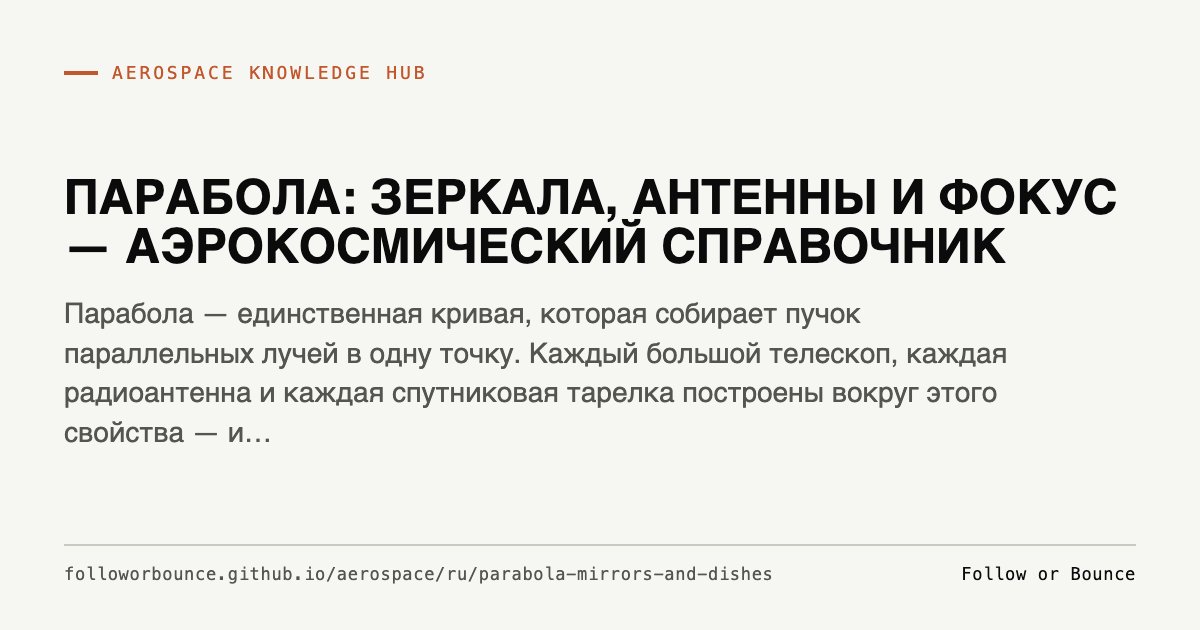 AEROSPACE KNOWLEDGE HUB
ПАРАБОЛА: ЗЕРКАЛА, АНТЕННЫ И ФОКУС
— АЭРОКОСМИЧЕСКИЙ СПРАВОЧНИК
Парабола — единственная кривая, которая собирает пучок
параллельных лучей в одну точку. Каждый большой телескоп, каждая
радиоантенна и каждая спутниковая тарелка построены вокруг этого
свойства — и…
followorbounce.github.io/aerospace/ru/parabola-mirrors-and-dishes
Follow or Bounce